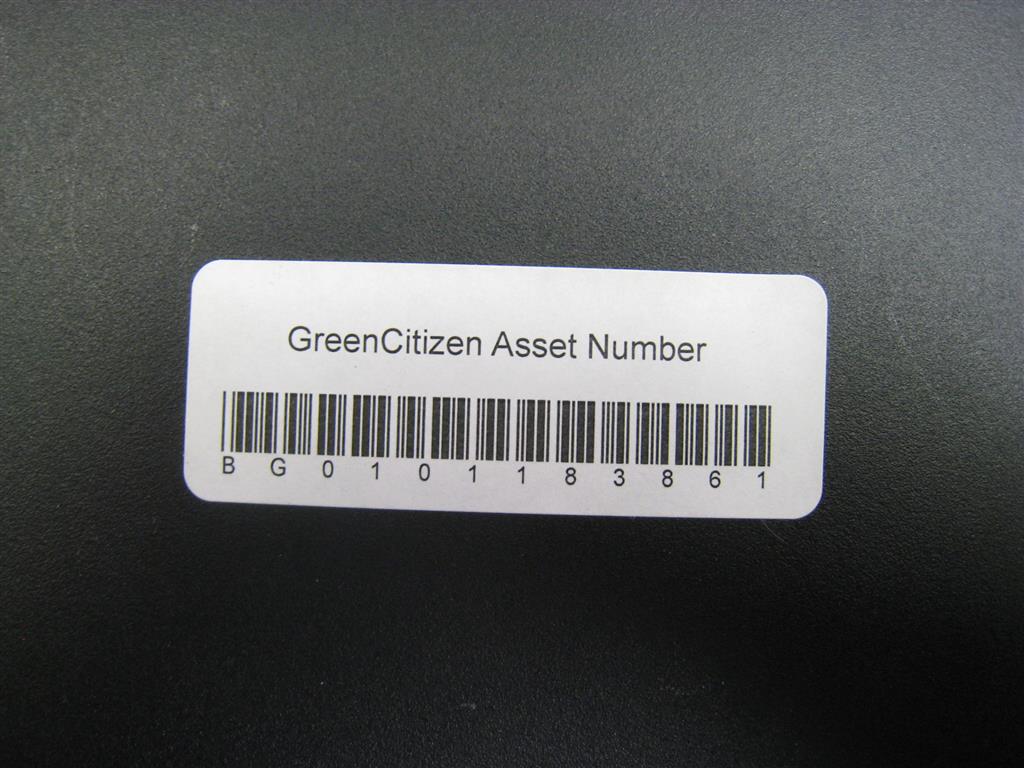 GreenCitizen Asset Number
B G 0 1 0 1 1 8 3 8 6 1